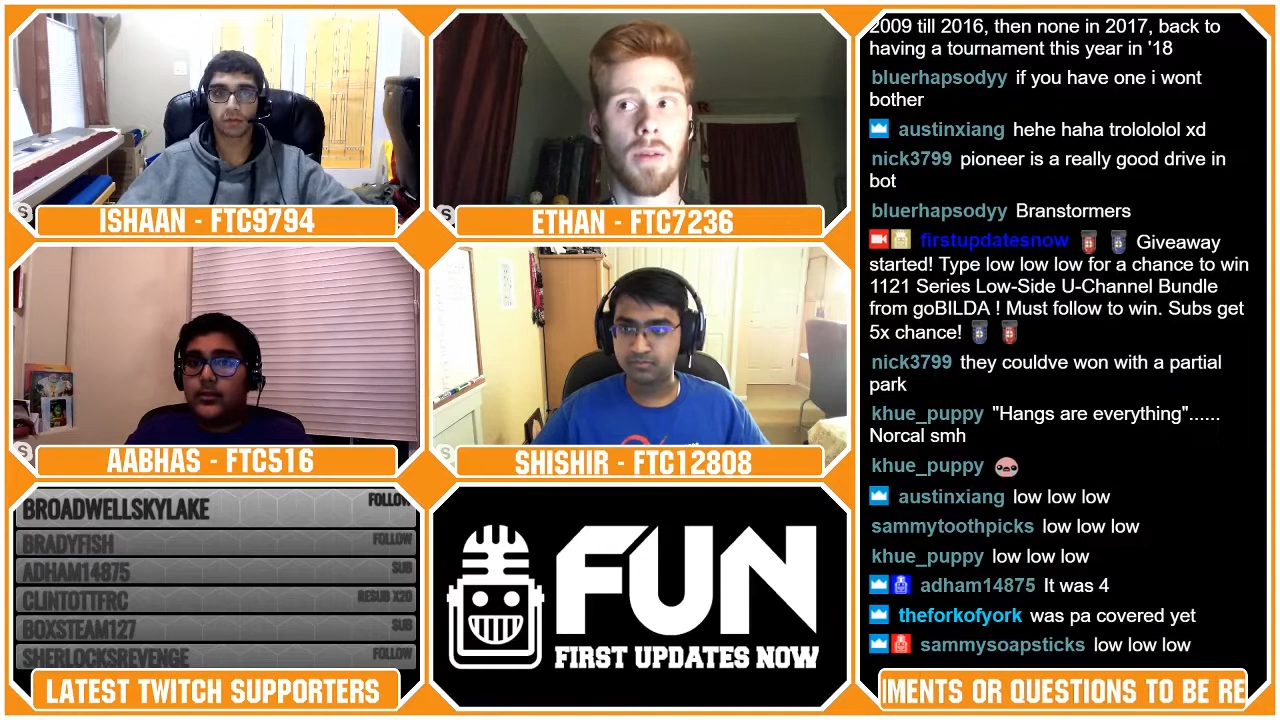 ISHAAN - FTC9794
ETHAN - FTC7236
AABHAS - FTC516
SHISHIR - FTC12808
BROADWELLSKYLAKE FOLLOW
BRADYFISH FOLLOW
ADHAM14875 SUB
CLINTOTTFRC RESUB X20
BOXSTEAM127 SUB
SHERLOCKSREVENGE FOLLOW
LATEST TWITCH SUPPORTERS
FUN
FIRST UPDATES NOW
2009 till 2016, then none in 2017, back to
having a tournament this year in '18
bluerhapsodyy if you have one i wont
bother
austinxiang hehe haha trolololol xd
nick3799 pioneer is a really good drive in
bot
bluerhapsodyy Branstormers
firstupdatesnow Giveaway
started! Type low low low for a chance to win
1121 Series Low-Side U-Channel Bundle
from goBILDA ! Must follow to win. Subs get
5x chance!
nick3799 they couldve won with a partial
park
khue_puppy "Hangs are everything"......
Norcal smh
khue_puppy
austinxiang low low low
sammytoothpicks low low low
khue_puppy low low low
adham14875 It was 4
theforkofyork was pa covered yet
sammysoapsticks low low low
MENTS OR QUESTIONS TO BE RE